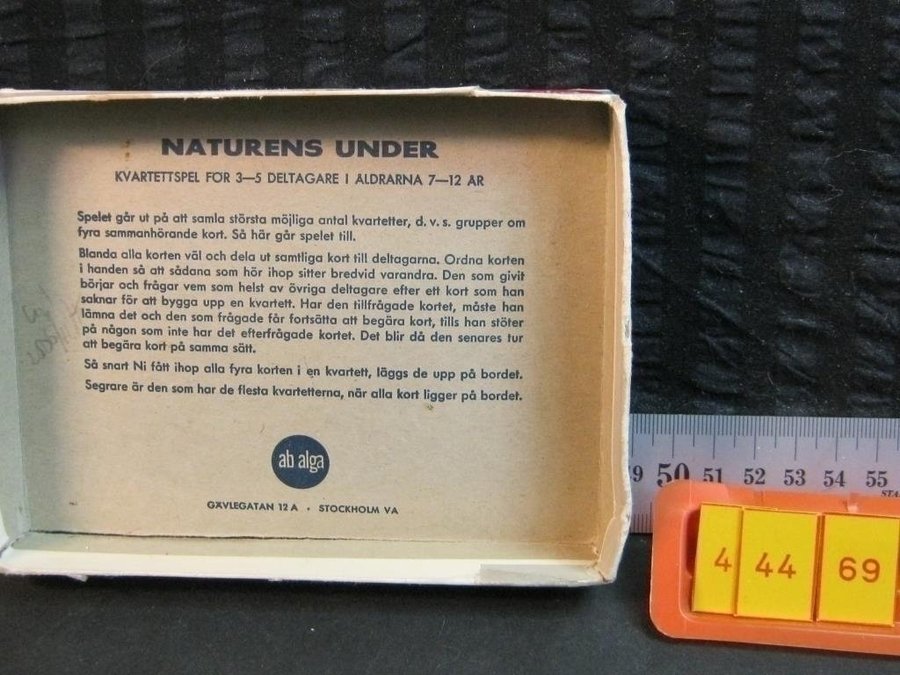 NATURENS UNDER
KVARTETTSPEL FÖR 3—5 DELTAGARE I ÅLDRARNA 7—12 ÅR
Spelet går ut på att samla största möjliga antal kvartetter, d. v. s. grupper om
fyra sammanhörande kort. Så här går spelet till.
Blanda alla korten väl och dela ut samtliga kort till deltagarna. Ordna korten
i handen så att sådana som hör ihop sitter bredvid varandra. Den som givit
börjar och frågar vem som helst av övriga deltagare efter ett kort som han
saknar för att bygga upp en kvartett. Har den tillfrågade kortet, måste han
lämna det och den som frågade får fortsätta att begära kort, tills han stöter
på någon som inte har det efterfrågade kortet. Det blir då den senares tur
att begära kort på samma sätt.
Så snart Ni fått ihop alla fyra korten i en kvartett, läggs de upp på bordet.
Segrare är den som har de flesta kvartetterna, när alla kort ligger på bordet.
ab alga
GÄVLEGATAN 12 A . STOCKHOLM VA
9 50 51 52 53 54 55
STA
4 44 69